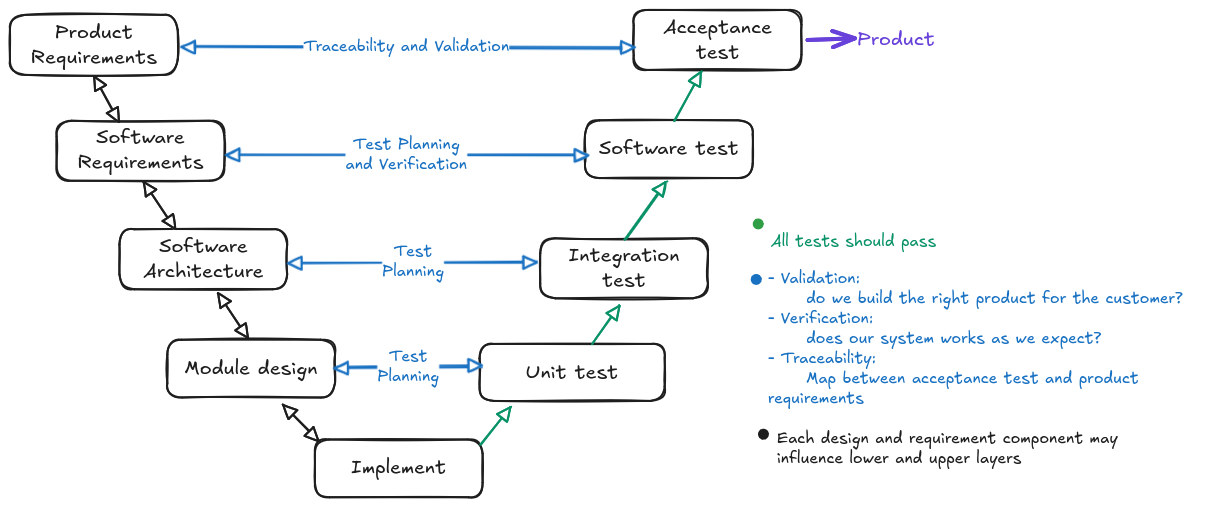 Product
Requirements
Traceability and Validation
Acceptance
test
Product
Software
Requirements
Test Planning
and Verification
Software test
Software
Architecture
Test
Planning
Integration
test
Module design
Test
Planning
Unit test
Implement
All tests should pass
- Validation:
do we build the right product for the customer?
- Verification:
does our system works as we expect?
- Traceability:
Map between acceptance test and product
requirements
Each design and requirement component may
influence lower and upper layers